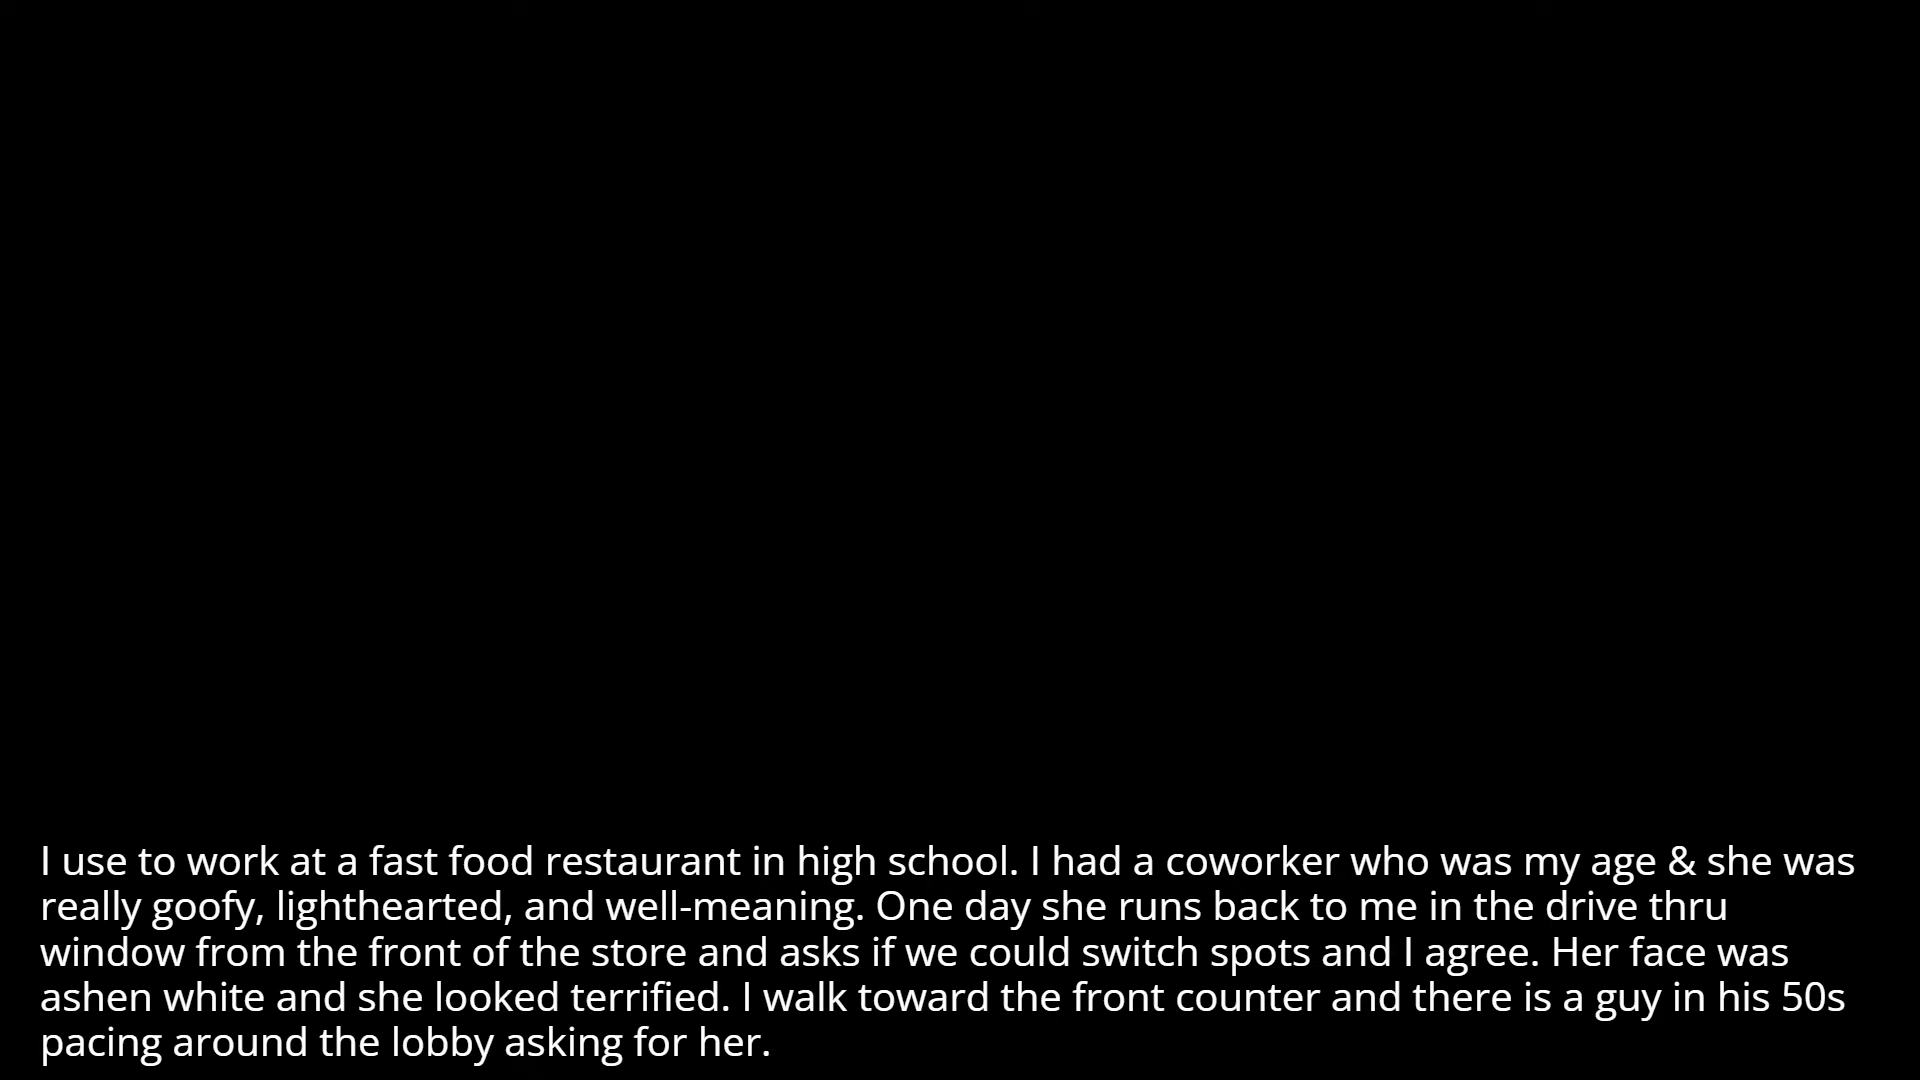 I use to work at a fast food restaurant in high school. I had a coworker who was my age & she was
really goofy, lighthearted, and well-meaning. One day she runs back to me in the drive thru
window from the front of the store and asks if we could switch spots and I agree. Her face was
ashen white and she looked terrified. I walk toward the front counter and there is a guy in his 50s
pacing around the lobby asking for her.